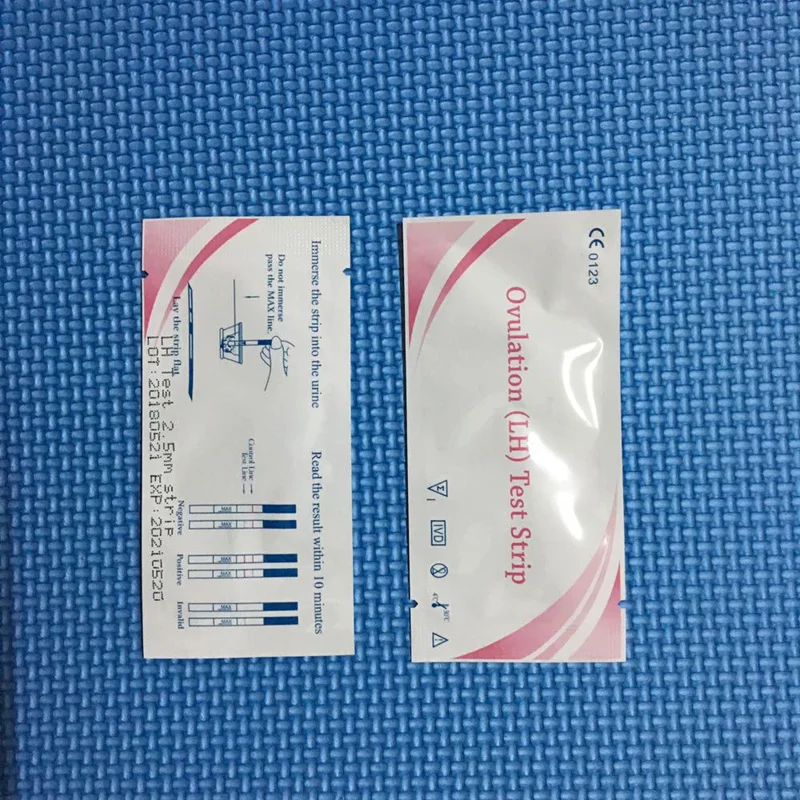 Immerse the strip into the urine
Do not immerse
pass the MAX line.
Lay the strip flat
Read the result within 10 minutes
Control Line
Test Line
Negative
Positive
Invalid
LH Test 2.5mm strip
LOT:20180521 EXP:20210520
CE 0123
Ovulation (LH) Test Strip
IVD